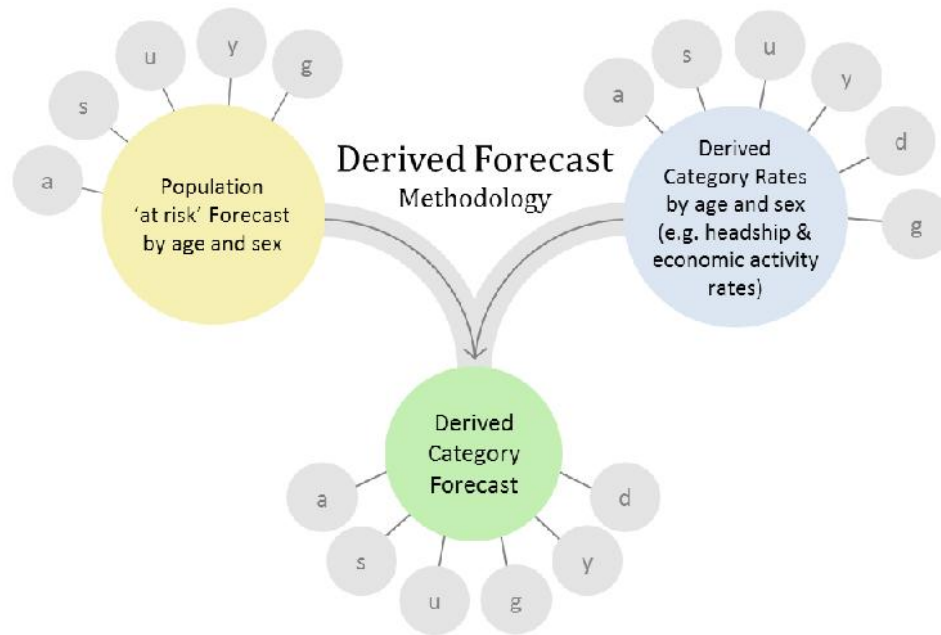 Derived Forecast
Methodology
a
s
u
y
g
Population
‘at risk’ Forecast
by age and sex
a
s
u
y
d
g
Derived
Category Rates
by age and sex
(e.g. headship &
economic activity
rates)
Derived
Category
Forecast
a
s
u
g
y
d